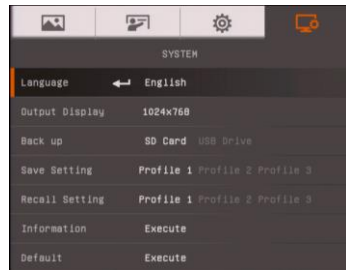 SYSTEM
Language English
Output Display 1024x768
Back up SD Card USB Drive
Save Setting Profile 1 Profile 2 Profile 3
Recall Setting Profile 1 Profile 2 Profile 3
Information Execute
Default Execute